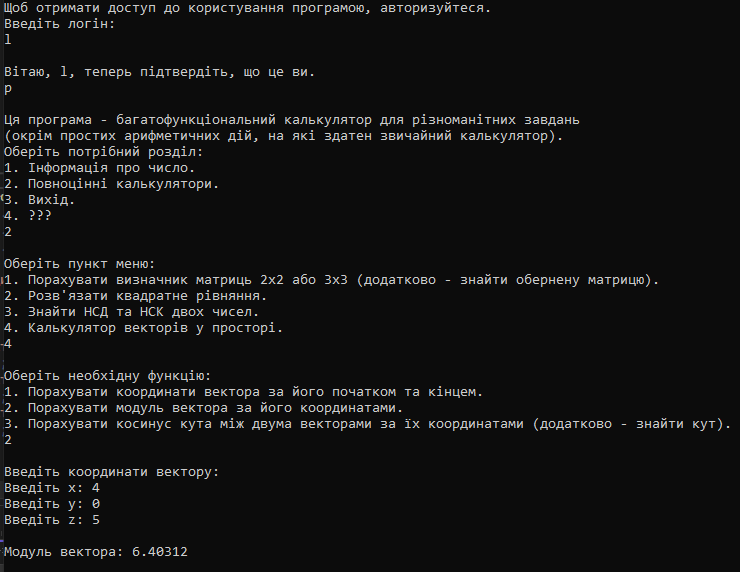 Щоб отримати доступ до користування програмою, авторизуйтеся.
Введіть логін:
l
Вітаю, l, теперь підтвердіть, що це ви.
p
Ця програма - багатофункціональний калькулятор для різноманітних завдань
(окрім простих арифметичних дій, на які здатен звичайний калькулятор).
Оберіть потрібний розділ:
1. Інформація про число.
2. Повноцінні калькулятори.
3. Вихід.
4. ???
2
Оберіть пункт меню:
1. Порахувати визначник матриць 2x2 або 3x3 (додатково - знайти обернену матрицю).
2. Розв'язати квадратне рівняння.
3. Знайти НСД та НСК двох чисел.
4. Калькулятор векторів у просторі.
4
Оберіть необхідну функцію:
1. Порахувати координати вектора за його початком та кінцем.
2. Порахувати модуль вектора за його координатами.
3. Порахувати косинус кута між двума векторами за їх координатами (додатково - знайти кут).
2
Введіть координати вектору:
Введіть x: 4
Введіть y: 0
Введіть z: 5
Модуль вектора: 6.40312